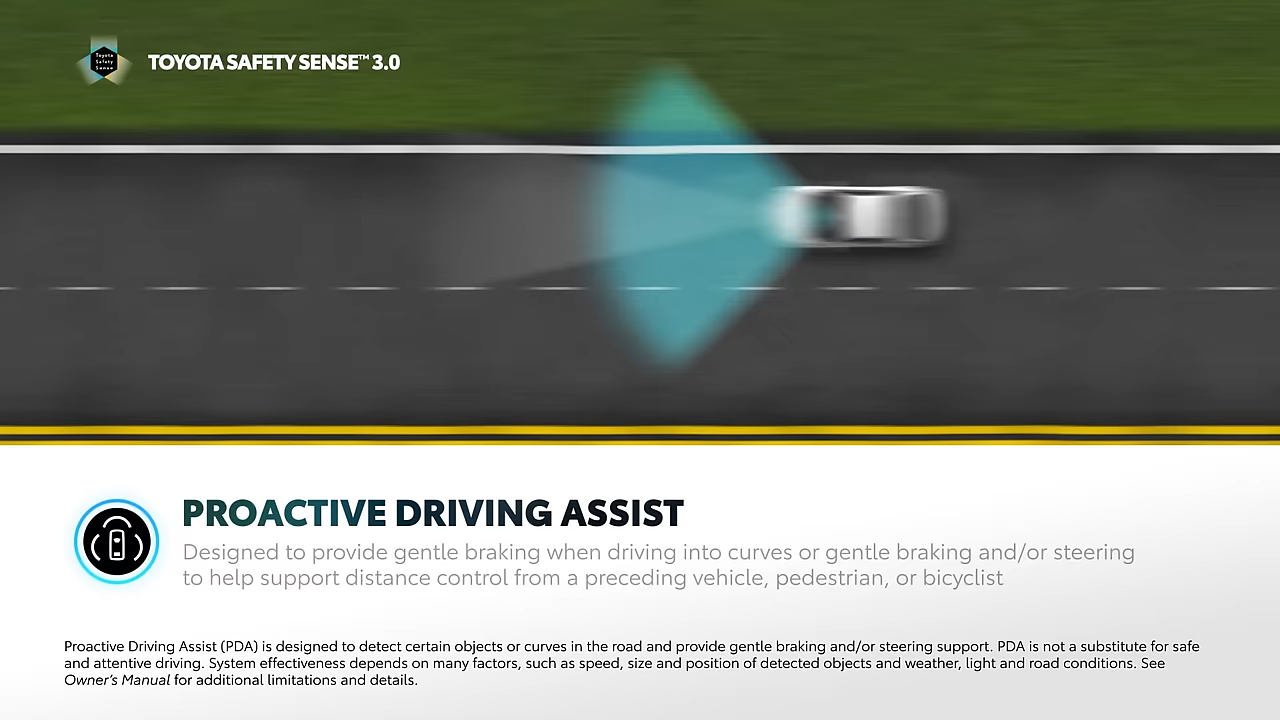 Toyota
Safety
Sense
TOYOTA SAFETY SENSE™ 3.0
PROACTIVE DRIVING ASSIST
Designed to provide gentle braking when driving into curves or gentle braking and/or steering
to help support distance control from a preceding vehicle, pedestrian, or bicyclist
Proactive Driving Assist (PDA) is designed to detect certain objects or curves in the road and provide gentle braking and/or steering support. PDA is not a substitute for safe
and attentive driving. System effectiveness depends on many factors, such as speed, size and position of detected objects and weather, light and road conditions. See
Owner’s Manual for additional limitations and details.